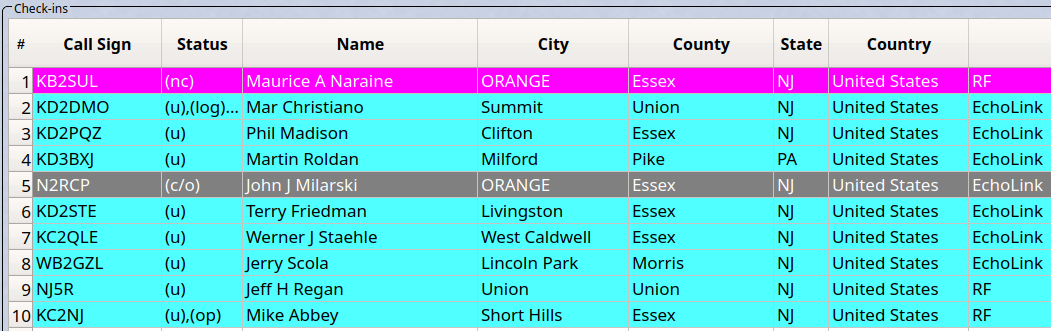 Check-ins
# Call Sign Status Name City County State Country
1 KB2SUL (nc) Maurice A Naraine ORANGE Essex NJ United States RF
2 KD2DMO (u),(log)... Mar Christiano Summit Union NJ United States EchoLink
3 KD2PQZ (u) Phil Madison Clifton Essex NJ United States EchoLink
4 KD3BXJ (u) Martin Roldan Milford Pike PA United States EchoLink
5 N2RCP (c/o) John J Milarski ORANGE Essex NJ United States EchoLink
6 KD2STE (u) Terry Friedman Livingston Essex NJ United States EchoLink
7 KC2QLE (u) Werner J Staehle West Caldwell Essex NJ United States EchoLink
8 WB2GZL (u) Jerry Scola Lincoln Park Morris NJ United States EchoLink
9 NJ5R (u) Jeff H Regan Union Union NJ United States RF
10 KC2NJ (u),(op) Mike Abbey Short Hills Essex NJ United States RF